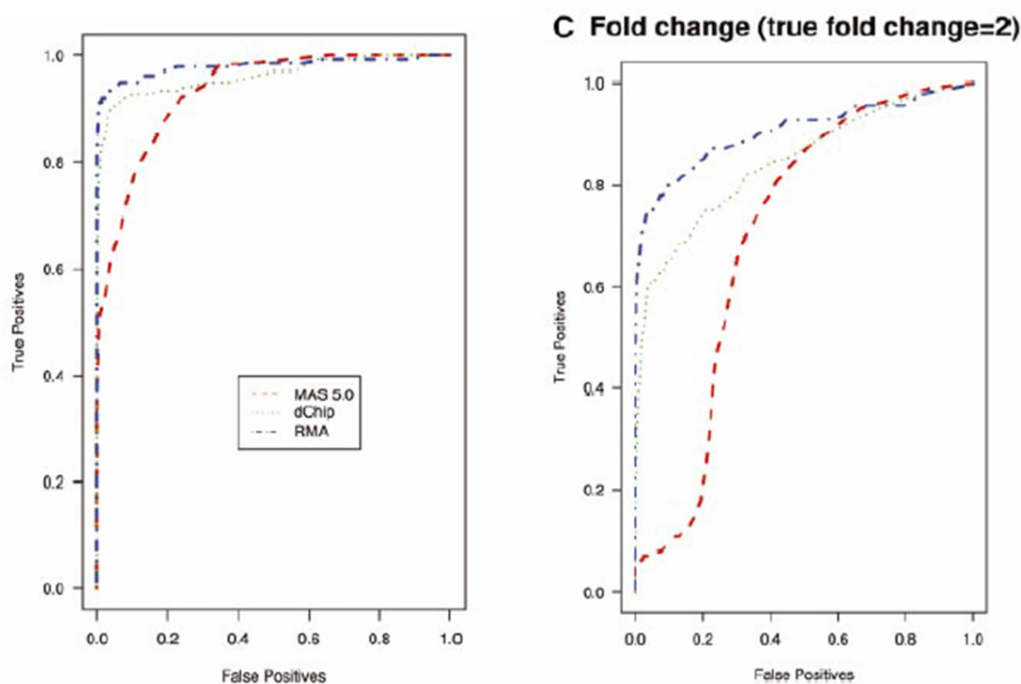 C Fold change (true fold change=2)
1.0
0.8
0.6
0.4
0.2
0.0
True Positives
MAS 5.0
dChip
RMA
0.0 0.2 0.4 0.6 0.8 1.0
False Positives
1.0
0.8
0.6
0.4
0.2
0.0
True Positives
0.0 0.2 0.4 0.6 0.8 1.0
False Positives